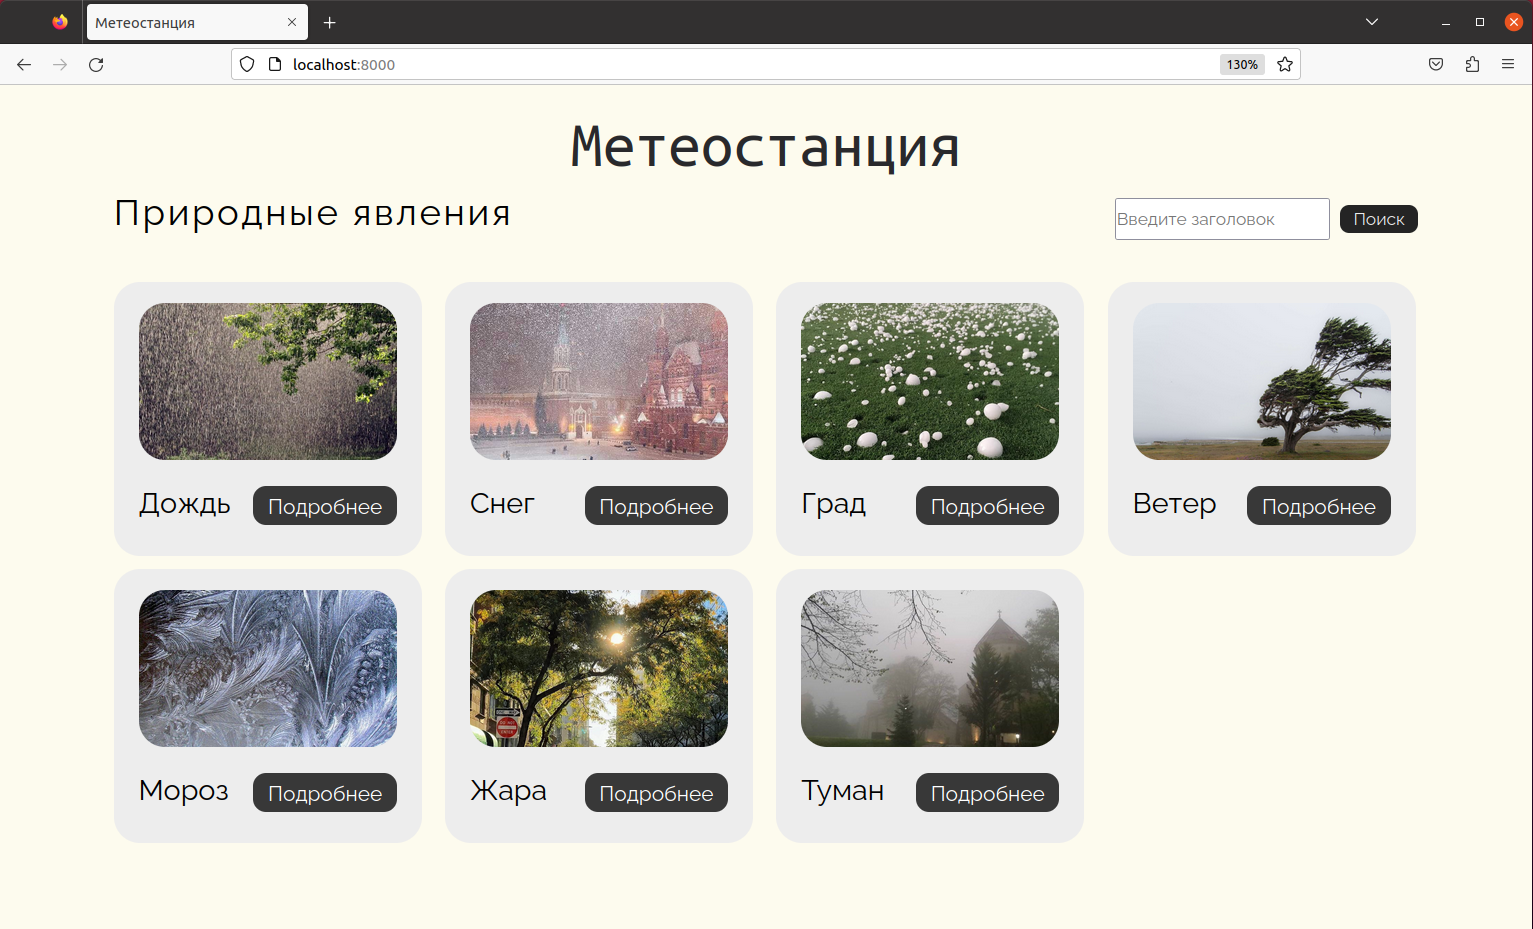 Метеостанция
localhost:8000
130%
Метеостанция
Природные явления
Введите заголовок
Поиск
Дождь
Подробнее
Снег
Подробнее
Град
Подробнее
Ветер
Подробнее
Мороз
Подробнее
Жара
Подробнее
Туман
Подробнее